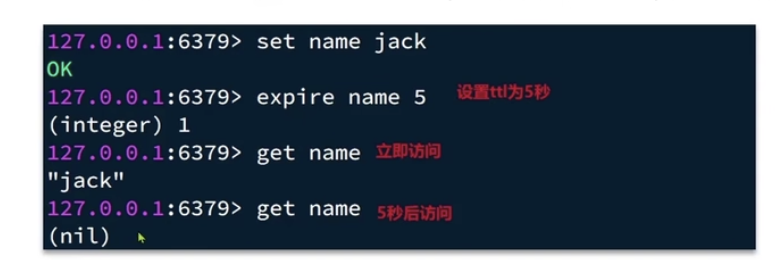 127.0.0.1:6379> set name jack
OK
127.0.0.1:6379> expire name 5 设置ttl为5秒
(integer) 1
127.0.0.1:6379> get name 立即访问
"jack"
127.0.0.1:6379> get name 5秒后访问
(nil)